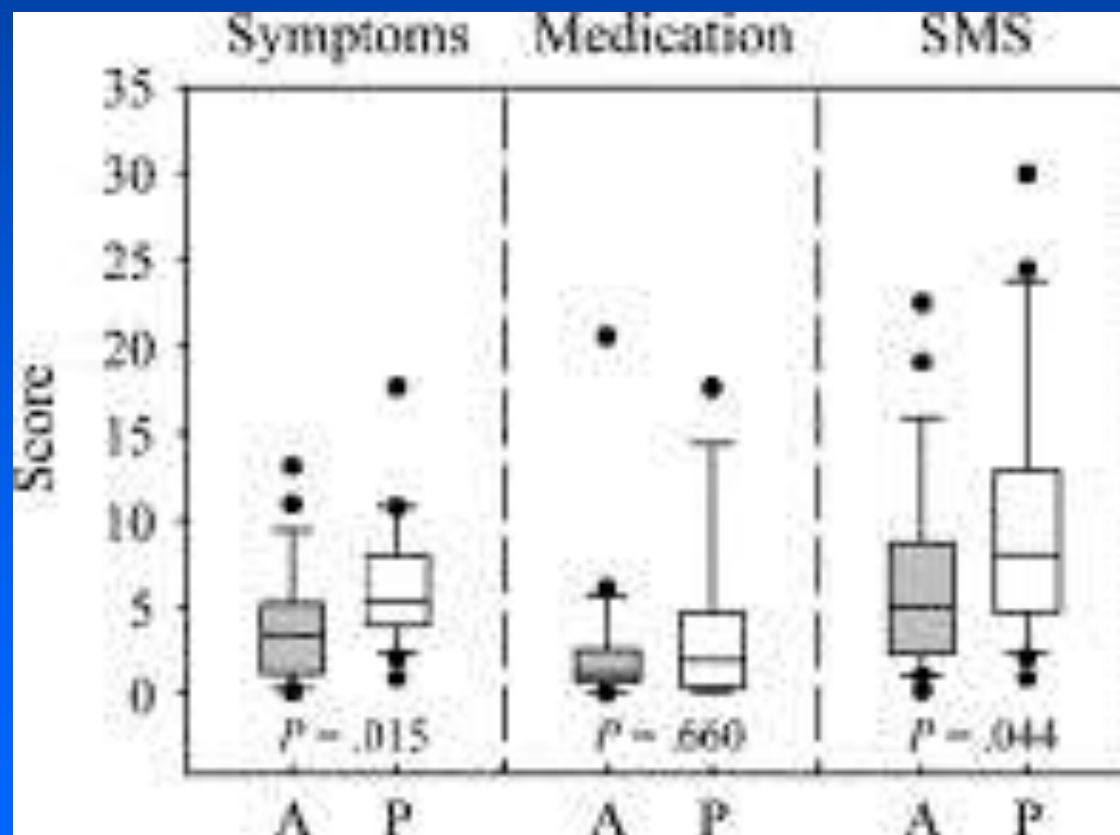 Symptoms Medication SMS
35
30
25
20
15
10
5
0
Score
P = .015 P = .660 P = .044
A P A P A P